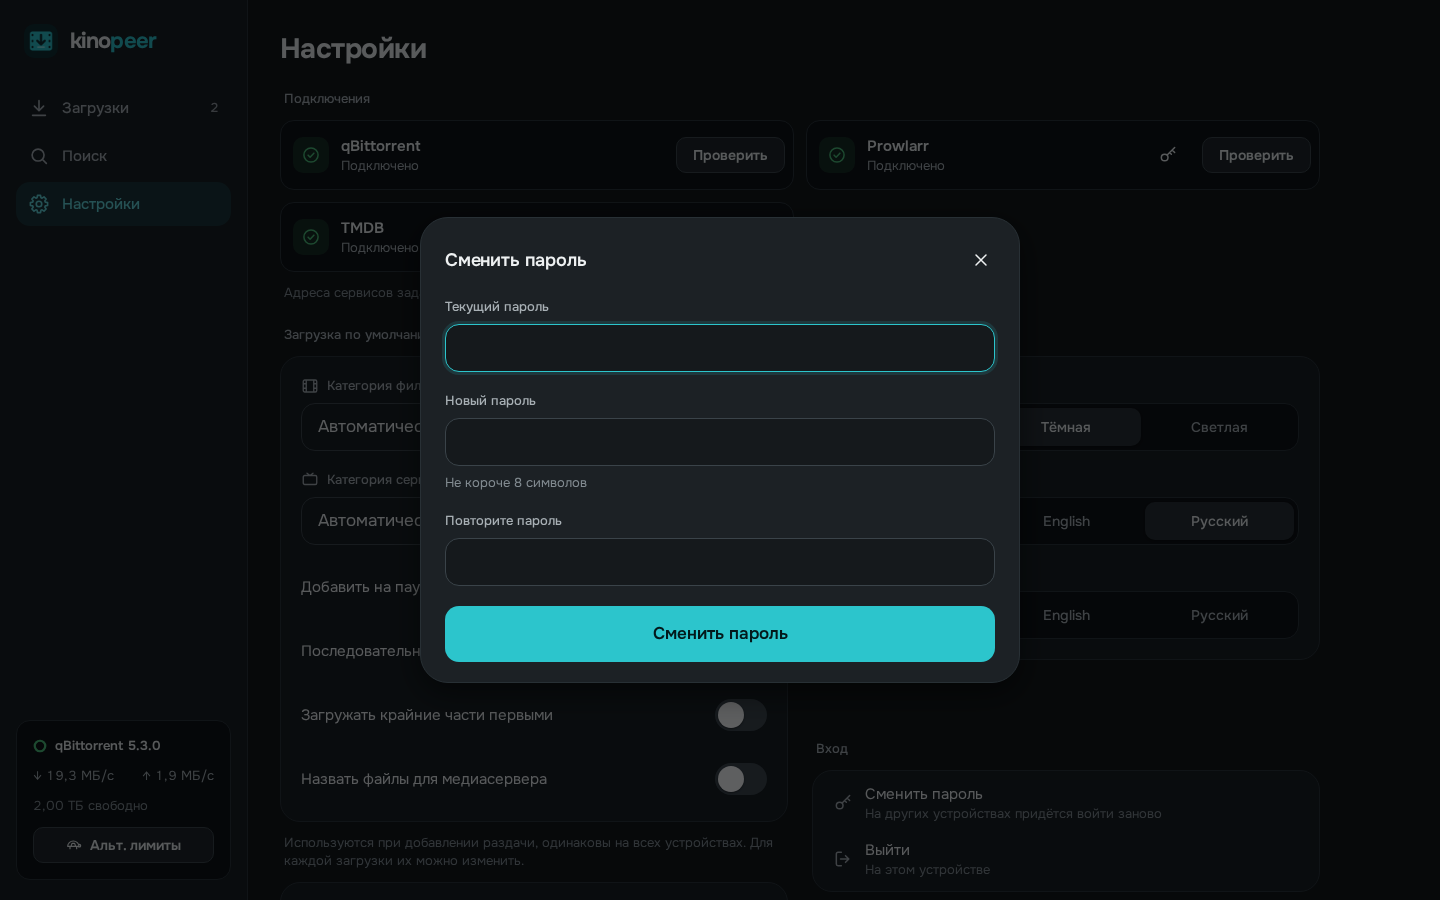 kinopeer
Загрузки 2
Поиск
Настройки
qBittorrent 5.3.0
↓ 19,3 МБ/с ↑ 1,9 МБ/с
2,00 ТБ свободно
Альт. лимиты
Настройки
Подключения
qBittorrent
Подключено
Проверить
Prowlarr
Подключено
Проверить
TMDB
Подключено
Адреса сервисов зад
Загрузка по умолчани
Категория фил
Автоматичес
Категория сери
Автоматичес
Добавить на пау
Последовательн
Загружать крайние части первыми
Назвать файлы для медиасервера
Используются при добавлении раздачи, одинаковы на всех устройствах. Для
каждой загрузки их можно изменить.
Тёмная Светлая
English Русский
English Русский
Вход
Сменить пароль
На других устройствах придётся войти заново
Выйти
На этом устройстве
Сменить пароль
Текущий пароль
Новый пароль
Не короче 8 символов
Повторите пароль
Сменить пароль